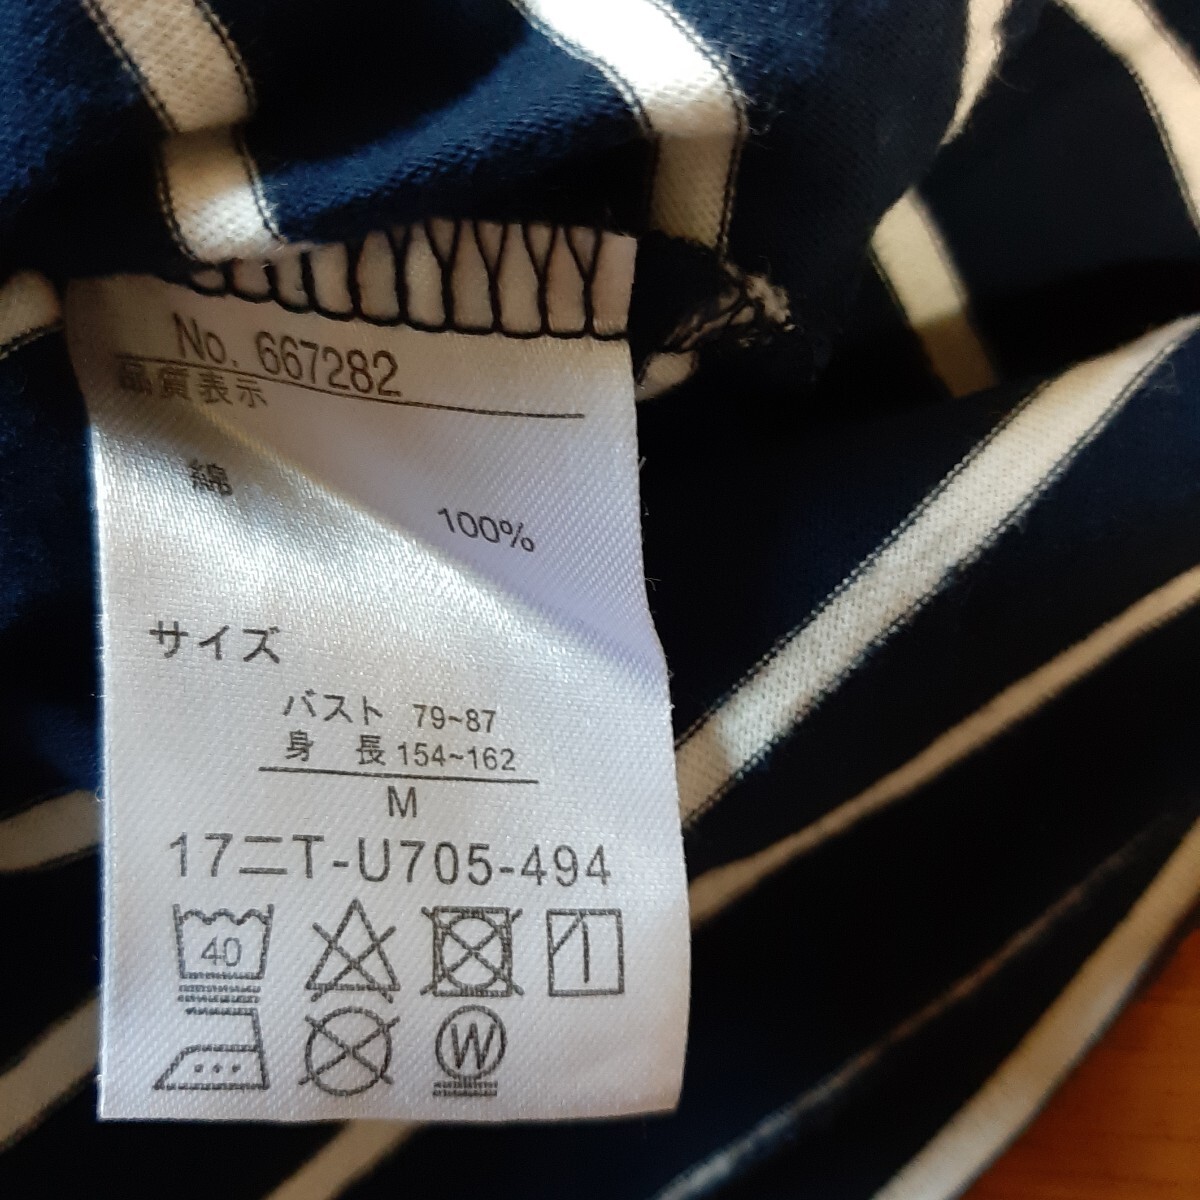 No. 667282
品質表示
綿
100%
サイズ
バスト 79~87
身 長 154~162
M
17ニT-U705-494
40
W